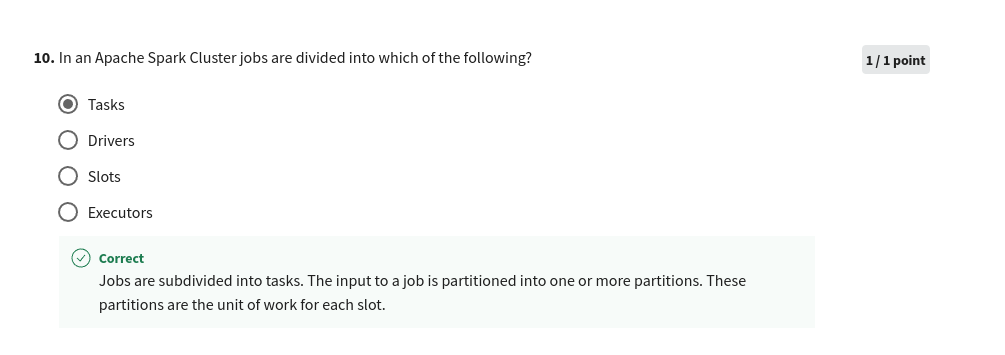 10. In an Apache Spark Cluster jobs are divided into which of the following?
1 / 1 point
Tasks
Drivers
Slots
Executors
Correct
Jobs are subdivided into tasks. The input to a job is partitioned into one or more partitions. These
partitions are the unit of work for each slot.